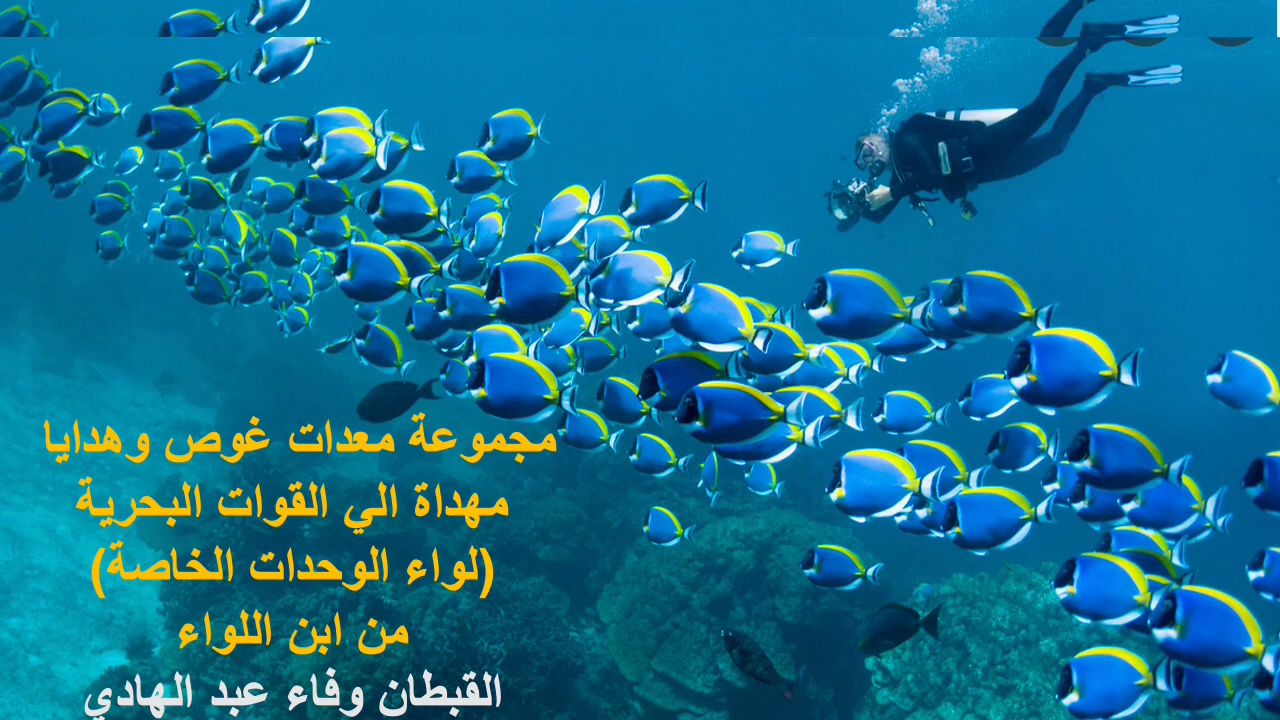 مجموعة معدات غوص وهدايا
مهداة الي القوات البحرية
(لواء الوحدات الخاصة)
من ابن اللواء
القبطان وفاء عبد الهادي